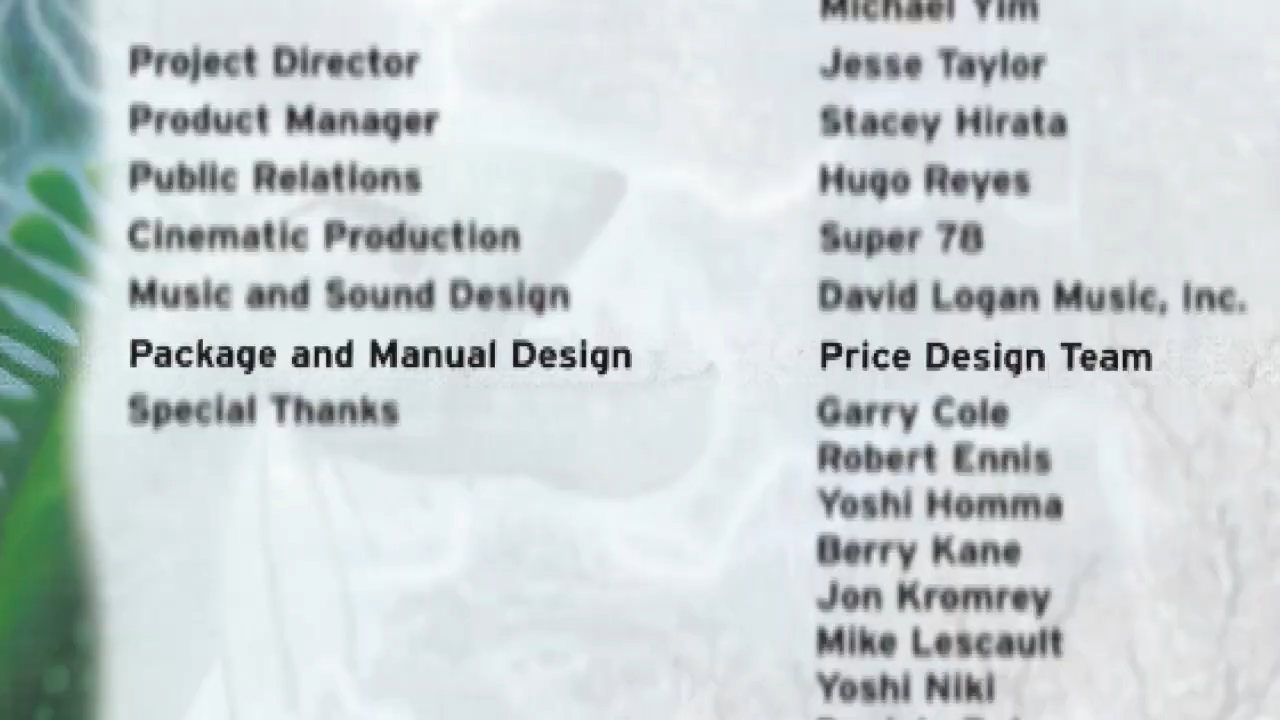 Michael Yim
Project Director Jesse Taylor
Product Manager Stacey Hirata
Public Relations Hugo Reyes
Cinematic Production Super 78
Music and Sound Design David Logan Music, Inc.
Package and Manual Design Price Design Team
Special Thanks Garry Cole
Robert Ennis
Yoshi Homma
Berry Kane
Jon Kromrey
Mike Lescault
Yoshi Niki